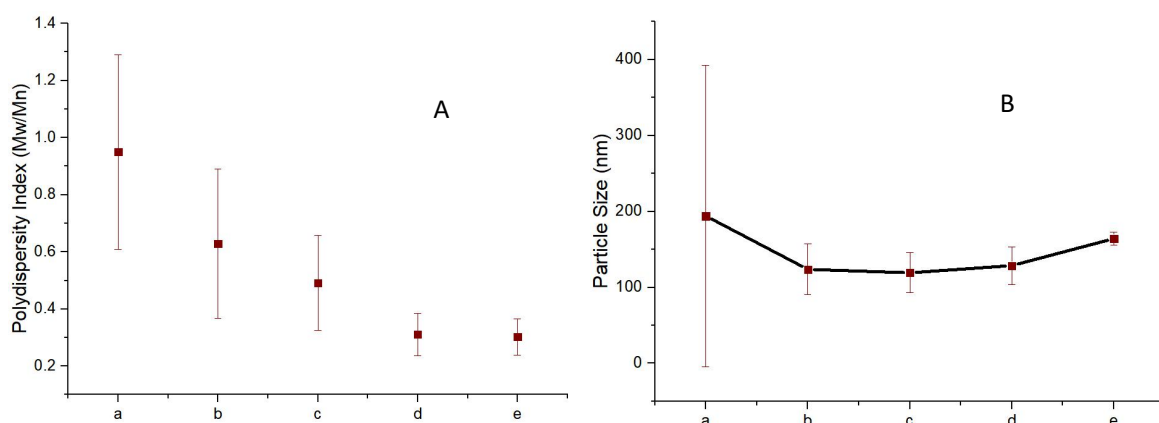 1.4
1.2
1.0
0.8
0.6
0.4
0.2
Polydispersity Index (Mw/Mn)
A
a b c d e
400
300
200
100
0
Particle Size (nm)
B
a b c d e